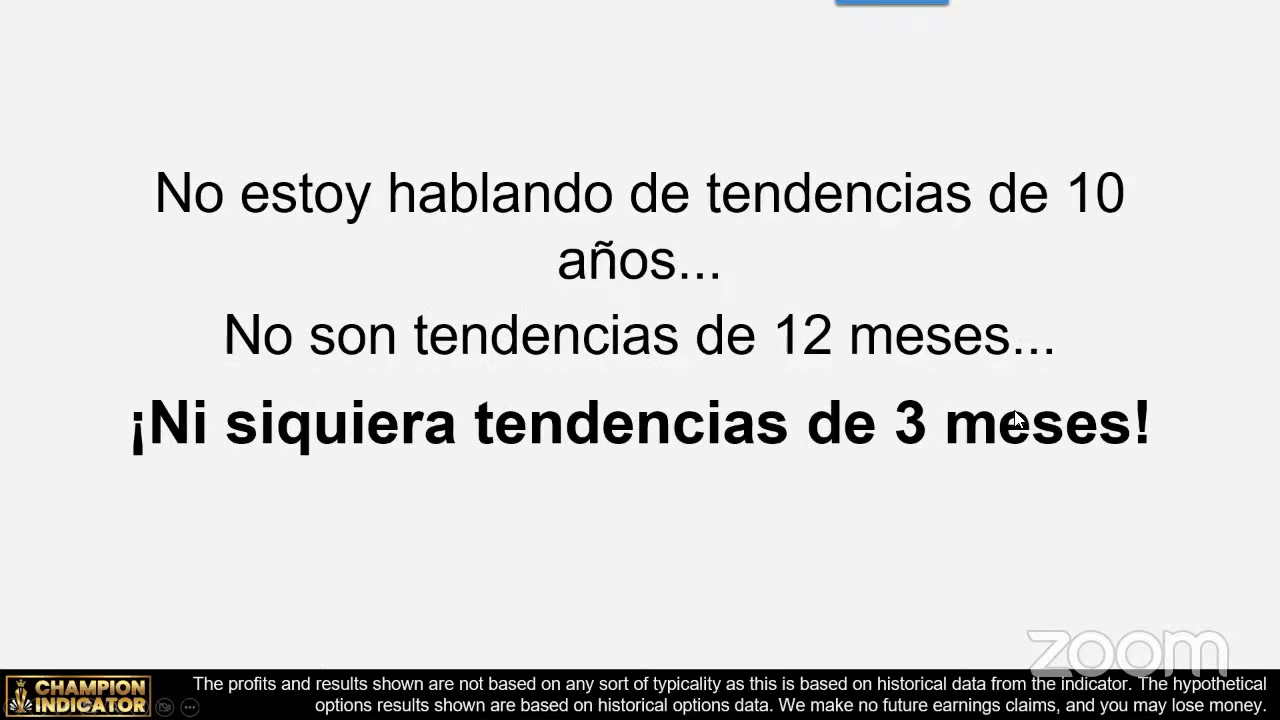 No estoy hablando de tendencias de 10
años...
No son tendencias de 12 meses...
¡Ni siquiera tendencias de 3 meses!
zoom
CHAMPION
INDICATOR
The profits and results shown are not based on any sort of typicality as this is based on historical data from the indicator. The hypothetical
options results shown are based on historical options data. We make no future earnings claims, and you may lose money.